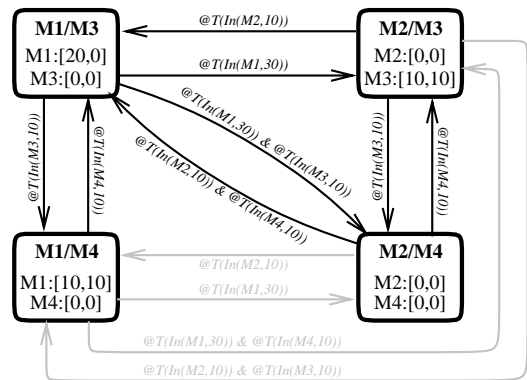 M1/M3
M1:[20,0]
M3:[0,0]
@T(In(M2,10))
@T(In(M1,30))
M2/M3
M2:[0,0]
M3:[10,10]
@T(In(M3,10))
@T(In(M4,10))
@T(In(M1,30)) & @T(In(M3,10))
@T(In(M2,10)) & @T(In(M4,10))
@T(In(M3,10))
@T(In(M4,10))
M1/M4
M1:[10,10]
M4:[0,0]
@T(In(M2,10))
@T(In(M1,30))
M2/M4
M2:[0,0]
M4:[0,0]
@T(In(M1,30)) & @T(In(M4,10))
@T(In(M2,10)) & @T(In(M3,10))